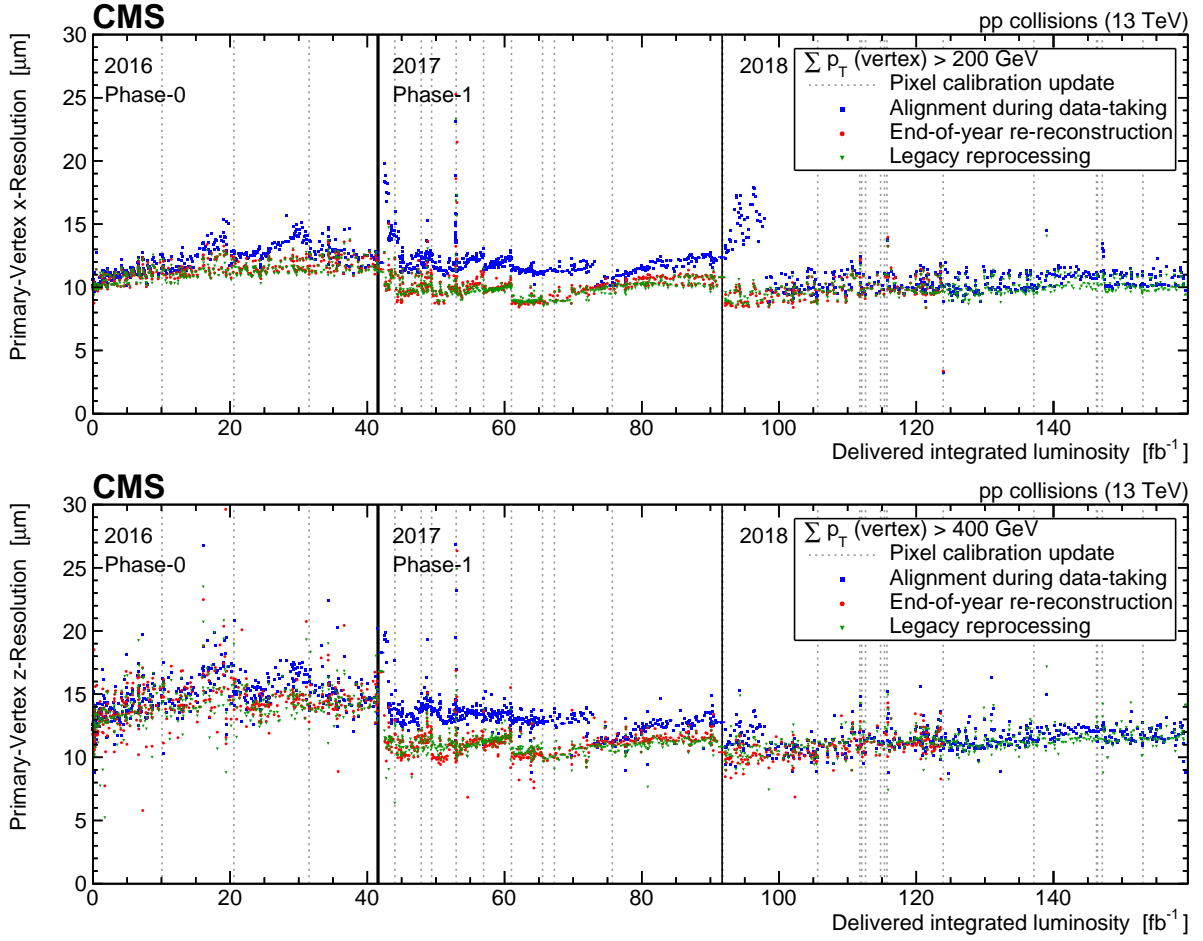 CMS
pp collisions (13 TeV)
Primary-Vertex x-Resolution [μm]
30
25
20
15
10
5
0
2016
Phase-0
2017
Phase-1
2018
∑ p_T (vertex) > 200 GeV
Pixel calibration update
Alignment during data-taking
End-of-year re-reconstruction
Legacy reprocessing
0 20 40 60 80 100 120 140
Delivered integrated luminosity [fb⁻¹]
CMS
pp collisions (13 TeV)
Primary-Vertex z-Resolution [μm]
30
25
20
15
10
5
0
2016
Phase-0
2017
Phase-1
2018
∑ p_T (vertex) > 400 GeV
Pixel calibration update
Alignment during data-taking
End-of-year re-reconstruction
Legacy reprocessing
0 20 40 60 80 100 120 140
Delivered integrated luminosity [fb⁻¹]